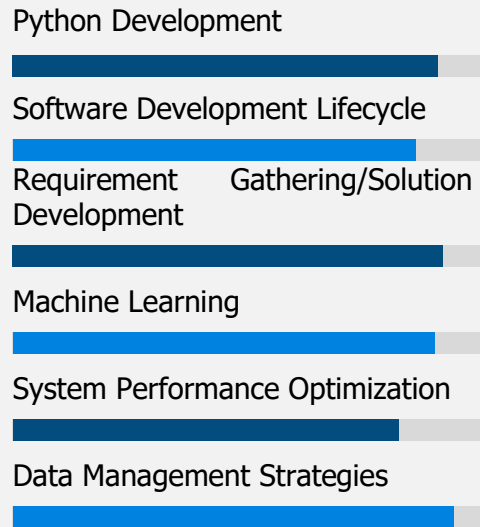 Python Development
Software Development Lifecycle
Requirement Gathering/Solution
Development
Machine Learning
System Performance Optimization
Data Management Strategies